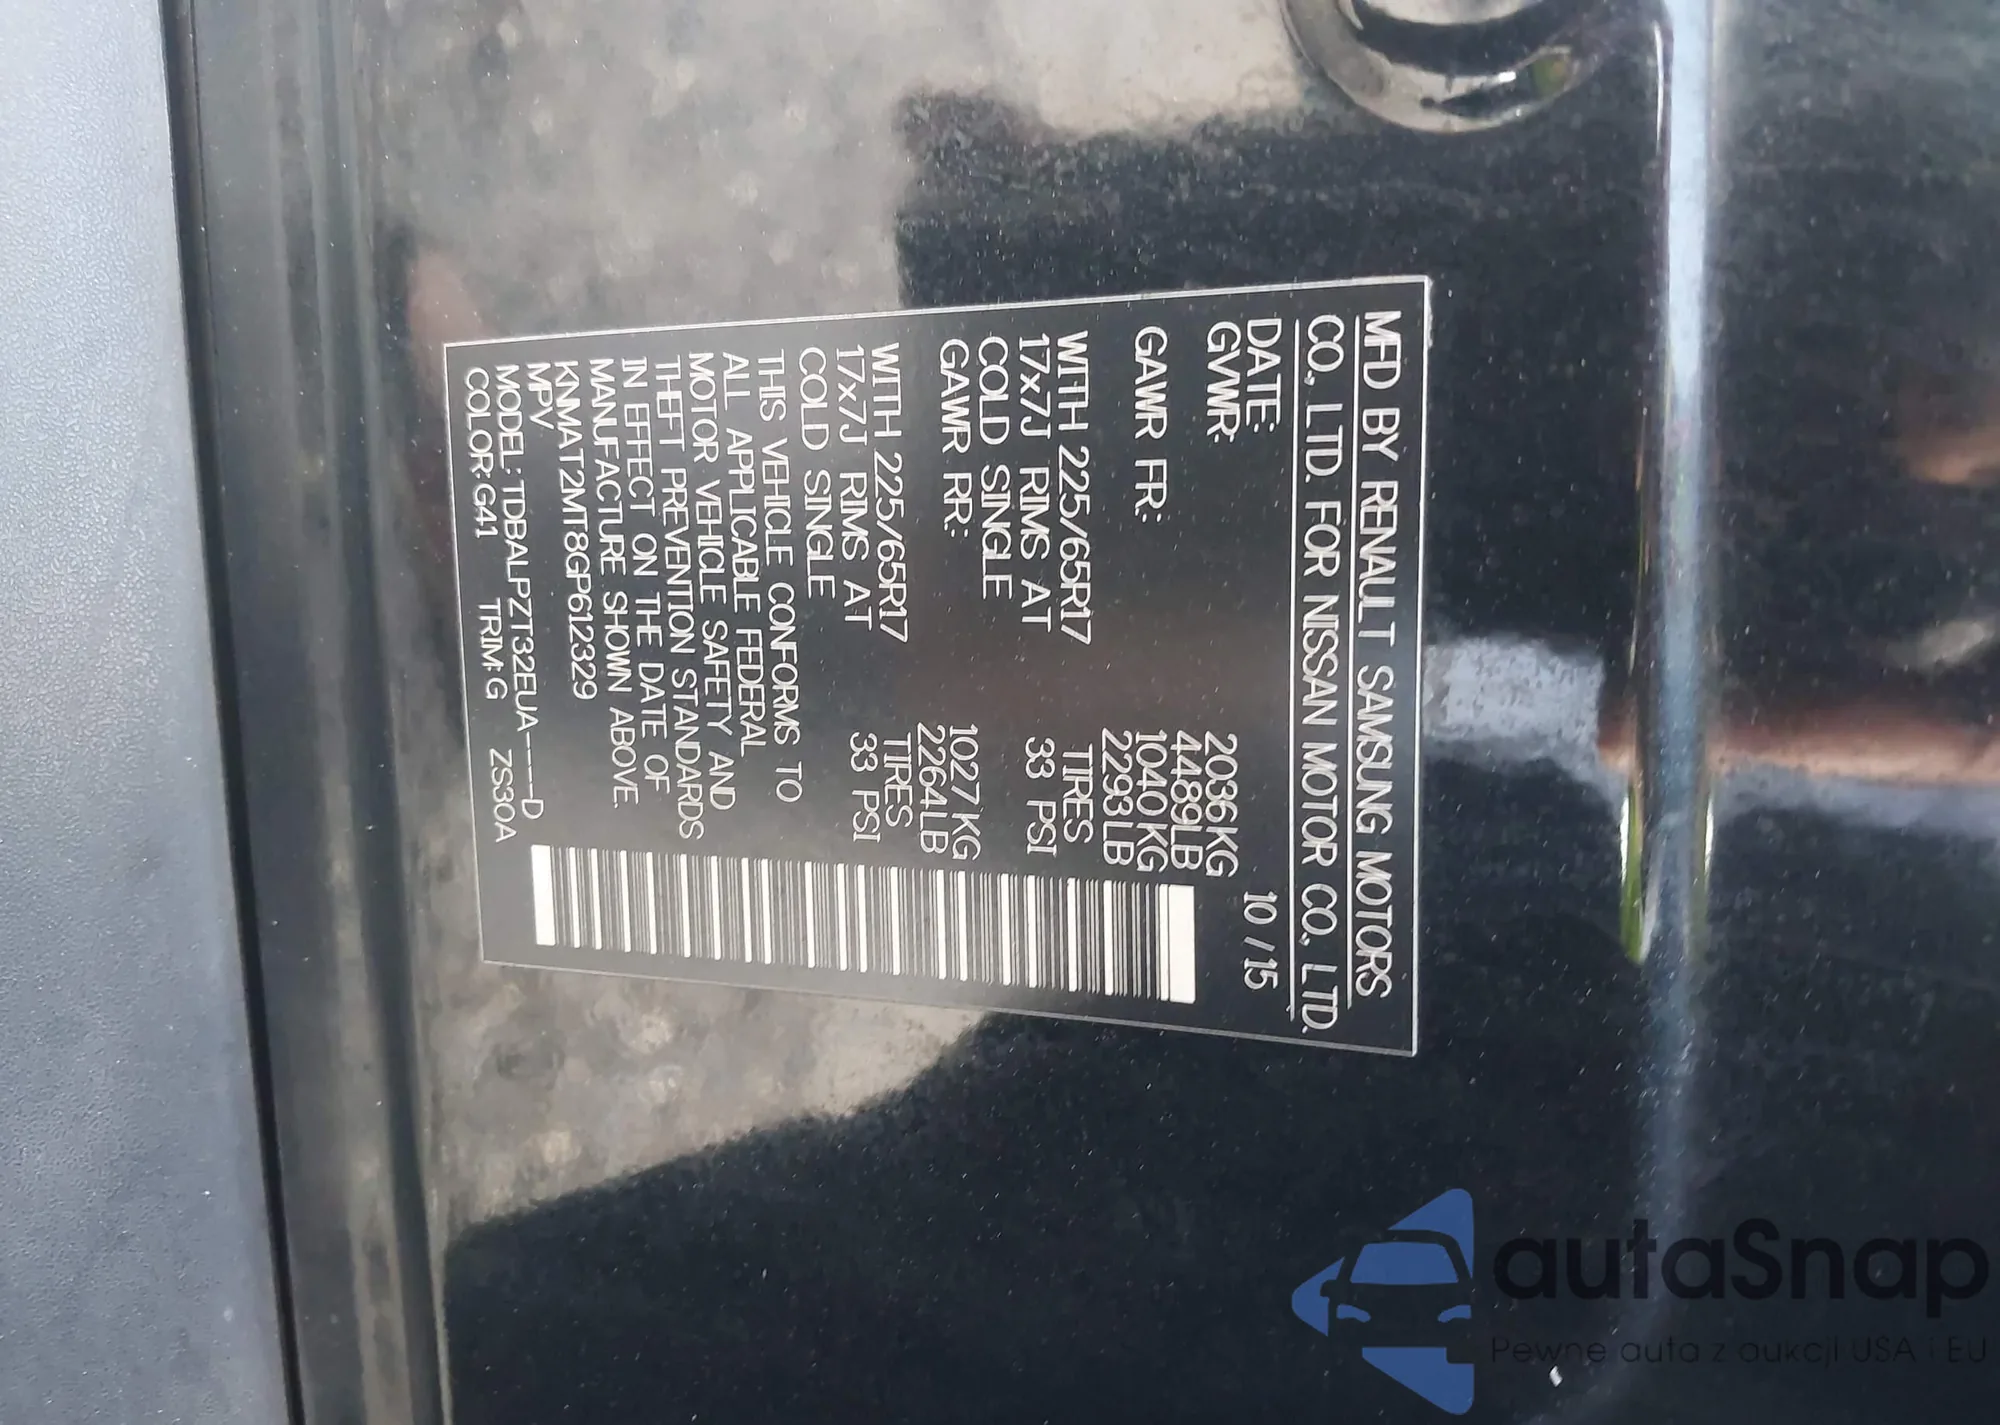 MFD BY RENAULT SAMSUNG MOTORS
CO., LTD. FOR NISSAN MOTOR CO., LTD.
DATE: 10 / 15
GVWR: 2036KG
4489LB
GAWR FR: 1040KG
2293LB
WITH 225/65R17 TIRES
17x7J RIMS AT 33 PSI
COLD SINGLE
GAWR RR: 1027KG
2264LB
WITH 225/65R17 TIRES
17x7J RIMS AT 33 PSI
COLD SINGLE
THIS VEHICLE CONFORMS TO
ALL APPLICABLE FEDERAL
MOTOR VEHICLE SAFETY AND
THEFT PREVENTION STANDARDS
IN EFFECT ON THE DATE OF
MANUFACTURE SHOWN ABOVE.
KNMAT2MT8GP612329
MPV
MODEL: TDBALPZT32EUA----D
COLOR: G41 TRIM: G ZS30A
autaSnap
Pewne auta z aukcji USA i EU